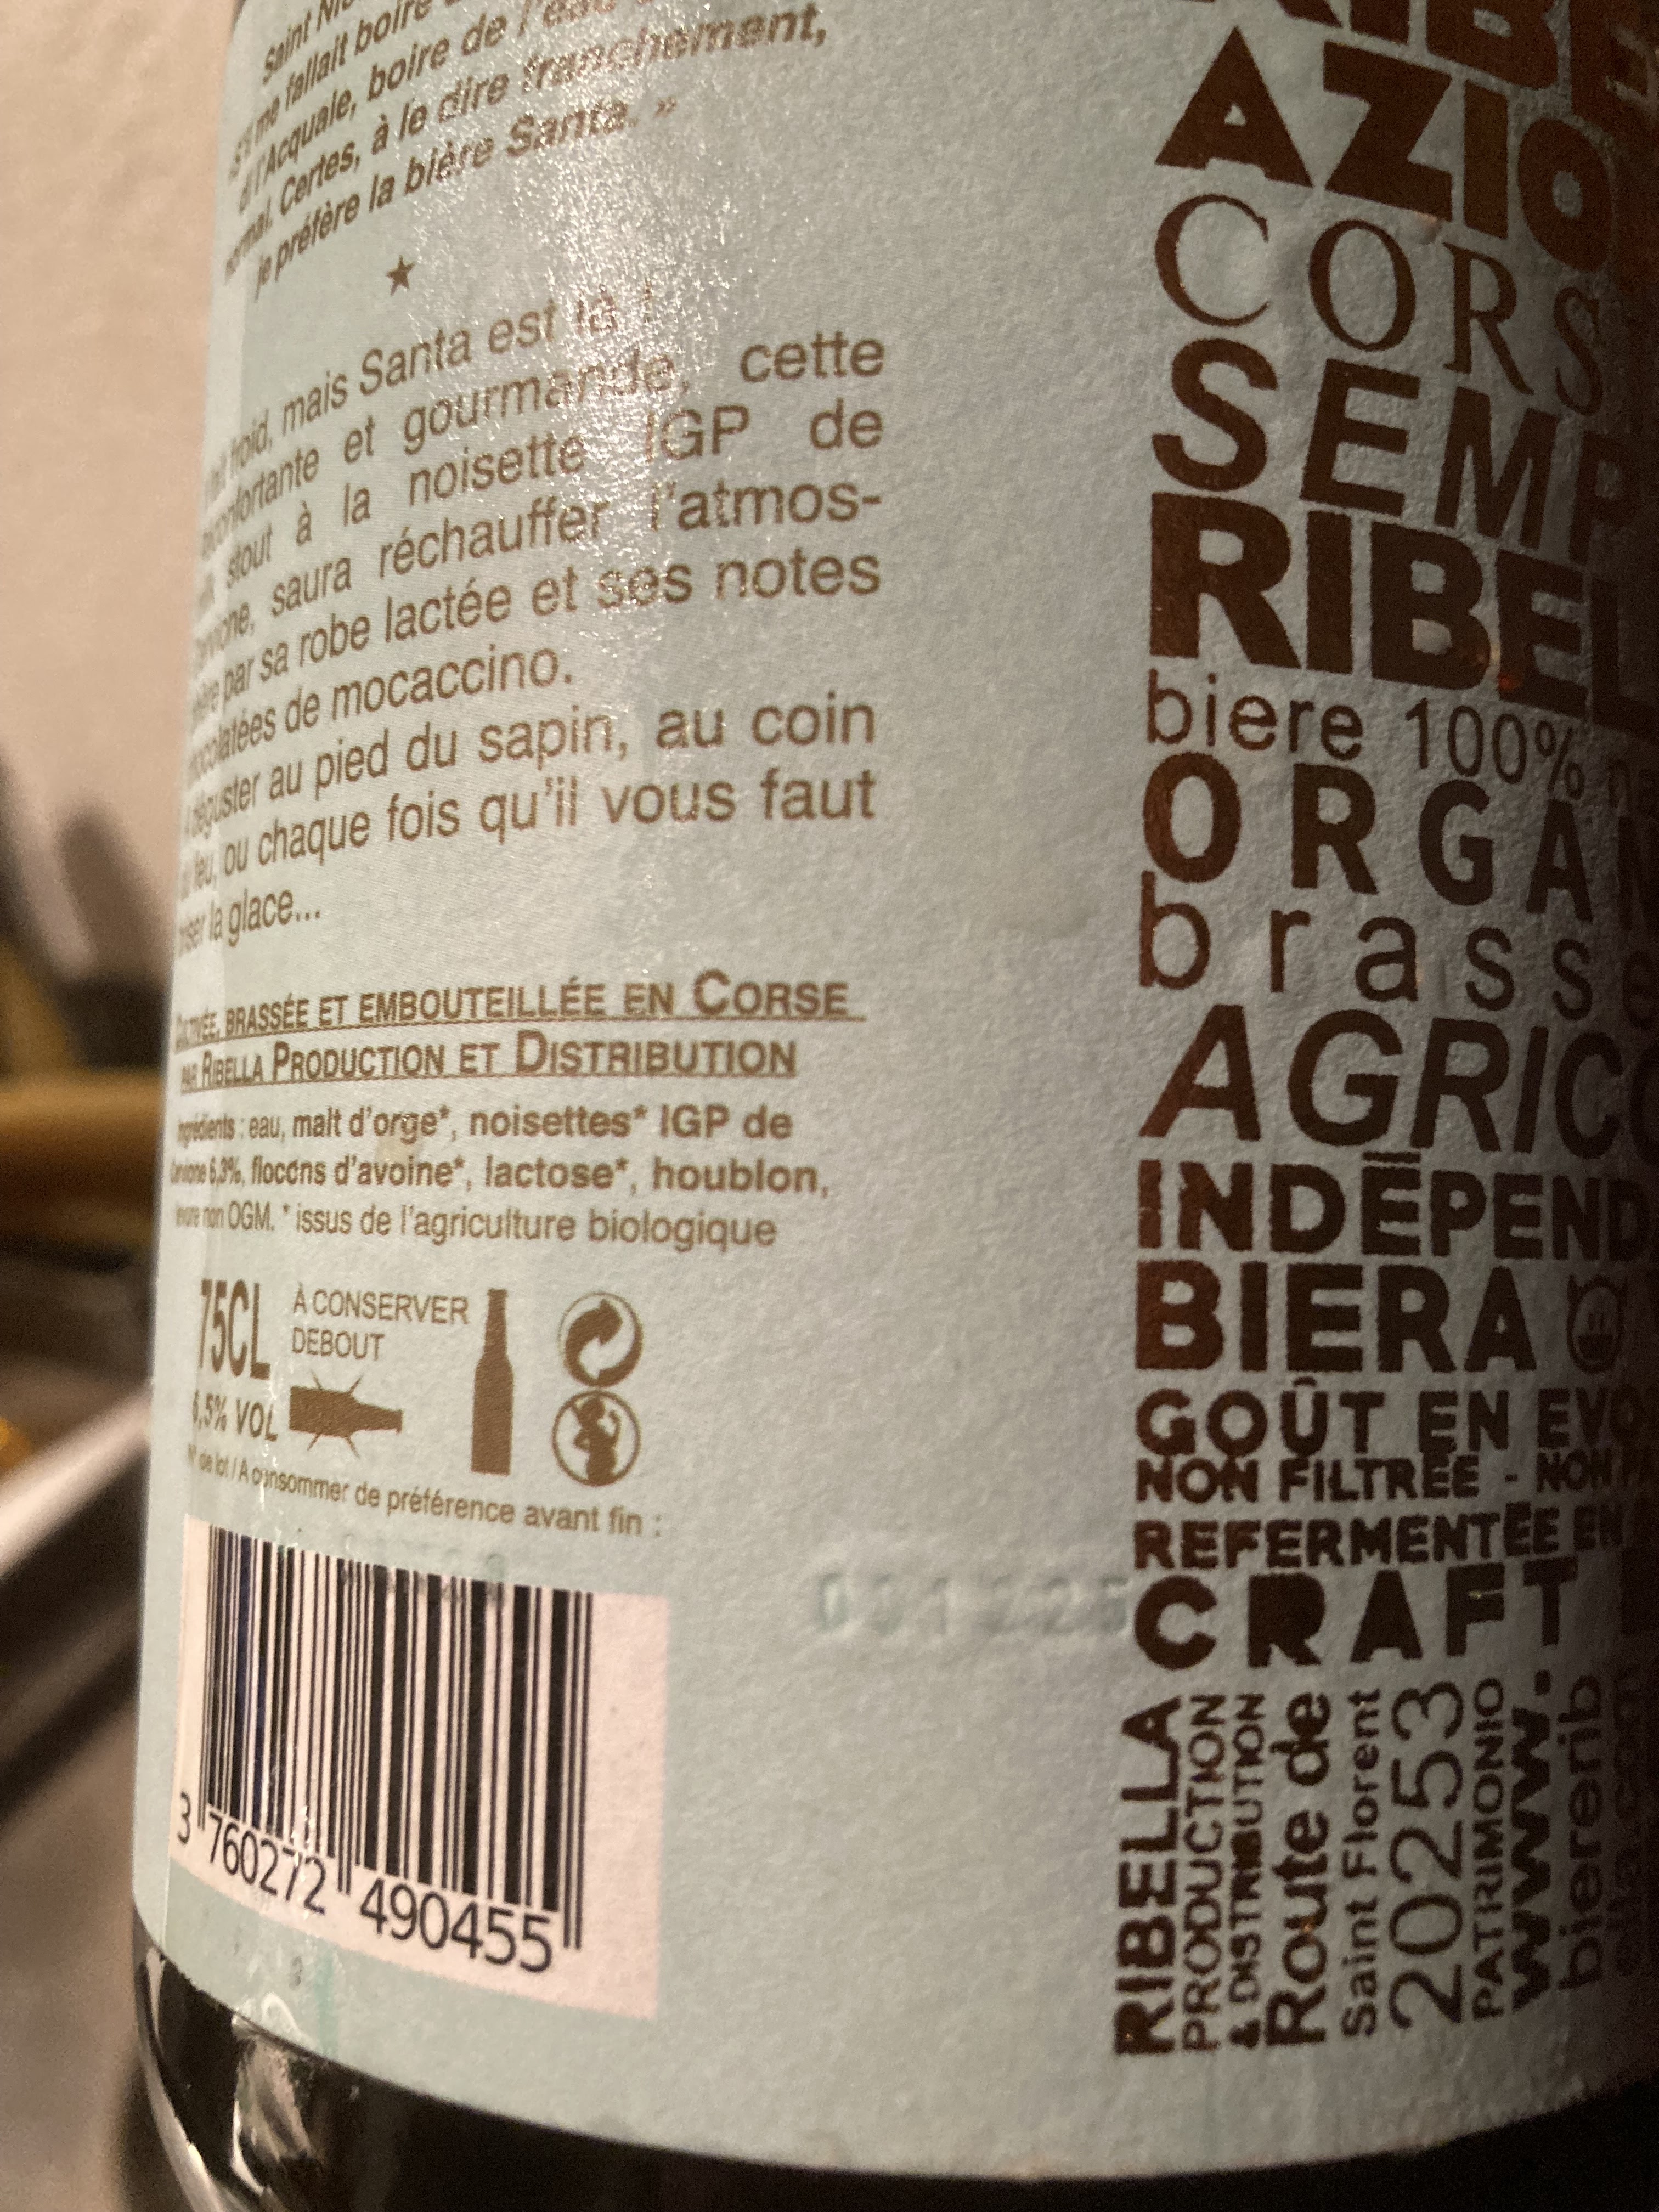 Saint
s'il me fallait boire
di l'Acquale, boire de l'eau
normal. Certes, à le dire franchement,
je préfère la bière Santa. »
froid, mais Santa est là !
réconfortante et gourmande, cette
milk stout à la noisette IGP de
Cervione, saura réchauffer l'atmos-
phère par sa robe lactée et ses notes
chocolatées de mocaccino.
A déguster au pied du sapin, au coin
du feu, ou chaque fois qu'il vous faut
briser la glace...
CULTIVÉE, BRASSÉE ET EMBOUTEILLÉE EN CORSE
PAR RIBELLA PRODUCTION ET DISTRIBUTION
Ingrédients : eau, malt d'orge*, noisettes* IGP de
Cervione 6,3%, flocons d'avoine*, lactose*, houblon,
levure non OGM. * issus de l'agriculture biologique
75CL
À CONSERVER
DEBOUT
6,5% VOL
N° de lot / A consommer de préférence avant fin :
001225
3 760272 490455
AZIO
CORS
SEMP
RIBEL
biere 100%
ORGAN
brasse
AGRICO
INDÉPEND
BIERA
GOÛT EN EVO
NON FILTRÉE - NON
REFERMENTÉE EN
CRAFT
RIBELLA
PRODUCTION
& DISTRIBUTION
Route de
Saint Florent
20253
PATRIMONIO
www.
biererib